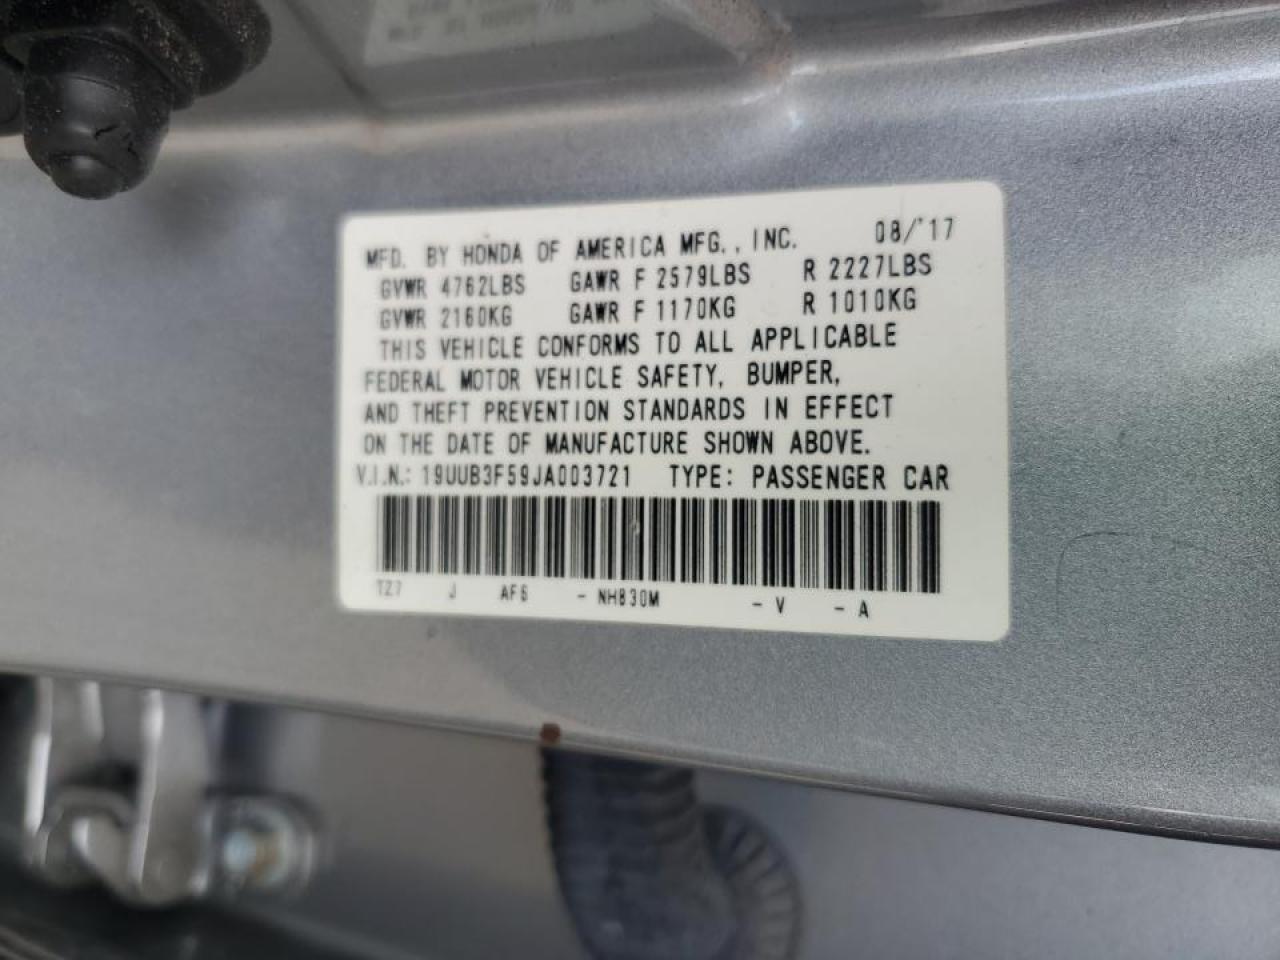 MFD. BY HONDA OF AMERICA MFG., INC. 08/'17
GVWR 4762LBS GAWR F 2579LBS R 2227LBS
GVWR 2160KG GAWR F 1170KG R 1010KG
THIS VEHICLE CONFORMS TO ALL APPLICABLE
FEDERAL MOTOR VEHICLE SAFETY, BUMPER,
AND THEFT PREVENTION STANDARDS IN EFFECT
ON THE DATE OF MANUFACTURE SHOWN ABOVE.
V.I.N.: 19UUB3F59JA003721 TYPE: PASSENGER CAR
TZ7 J AF6 - NH830M - V - A